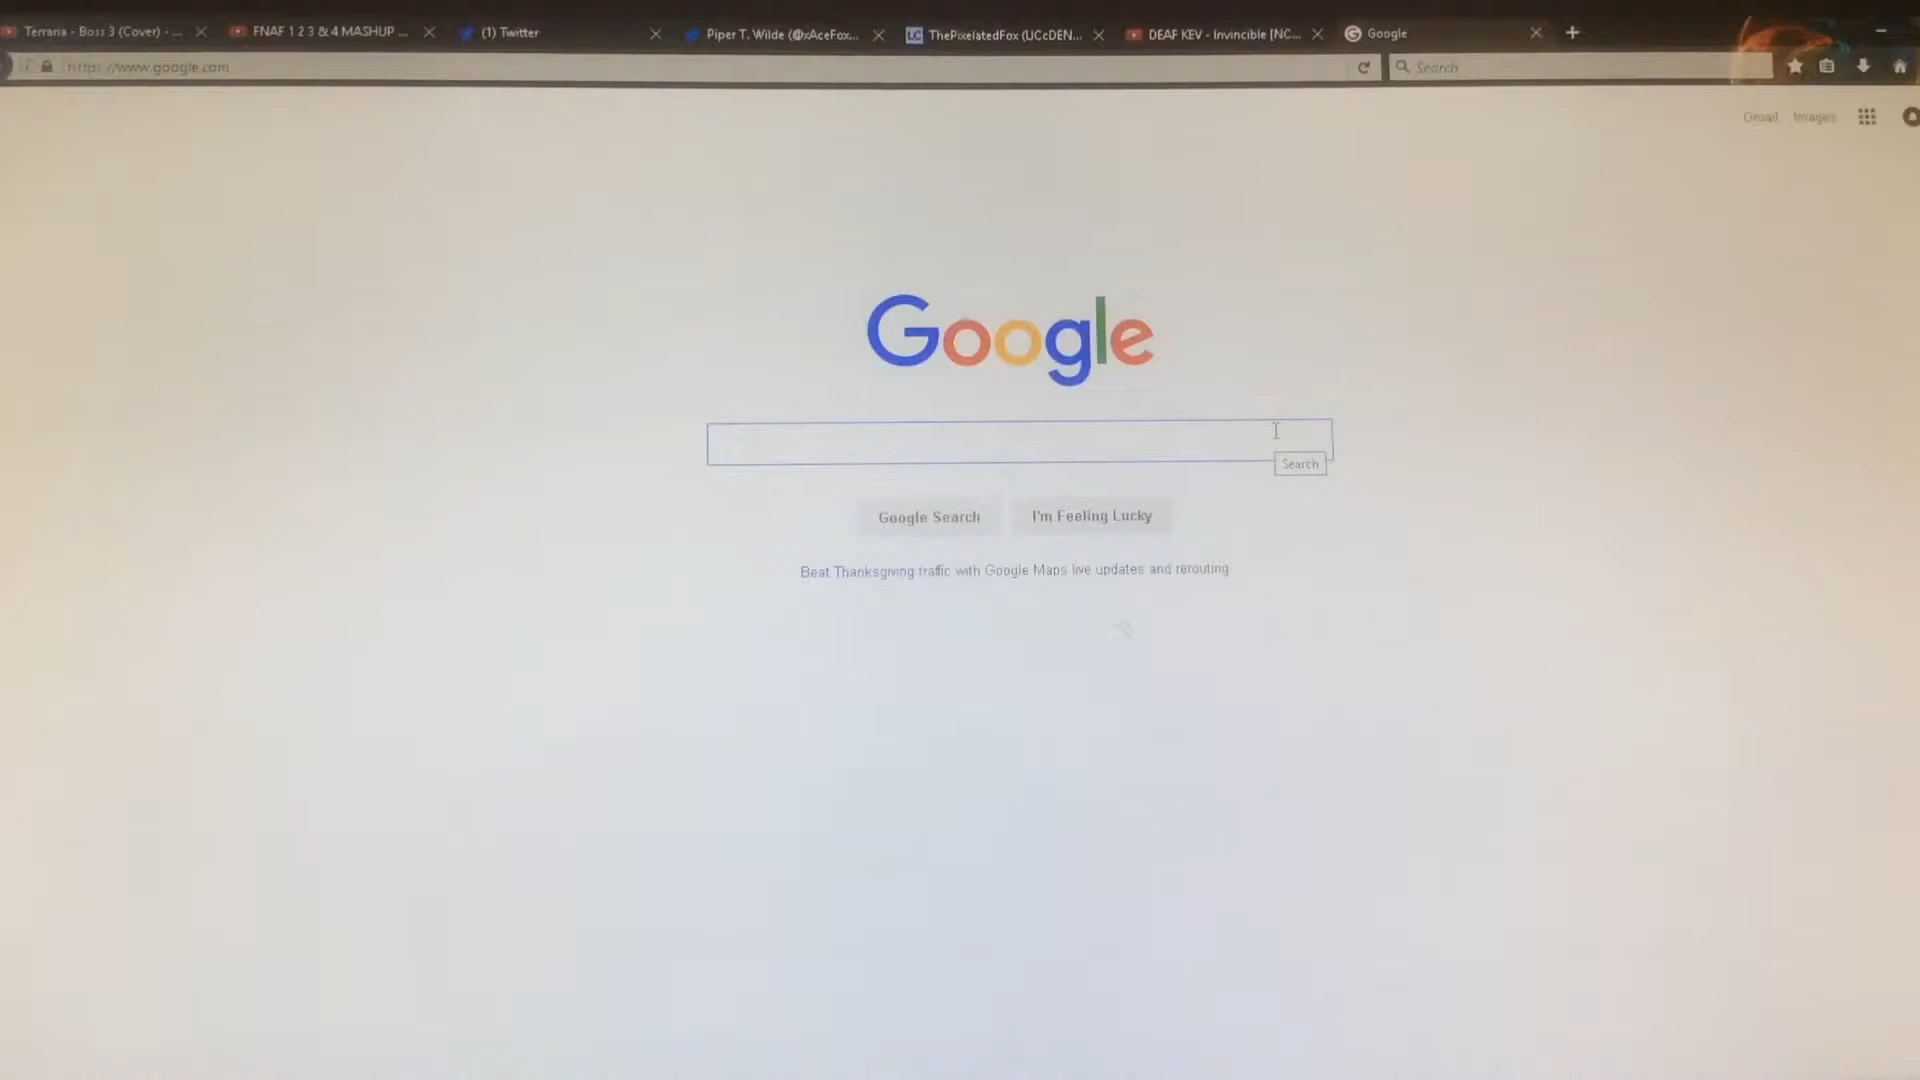 Terraria - Boss 3 (Cover) - ...
FNAF 1 2 3 & 4 MASHUP ...
(1) Twitter
Piper T. Wilde (@xAceFox...
LC
ThePixelatedFox (UCcDEN...
DEAF KEV - Invincible [NC...
Google
https://www.google.com
Search
Gmail Images
Google
Search
Google Search
I'm Feeling Lucky
Beat Thanksgiving traffic with Google Maps live updates and rerouting